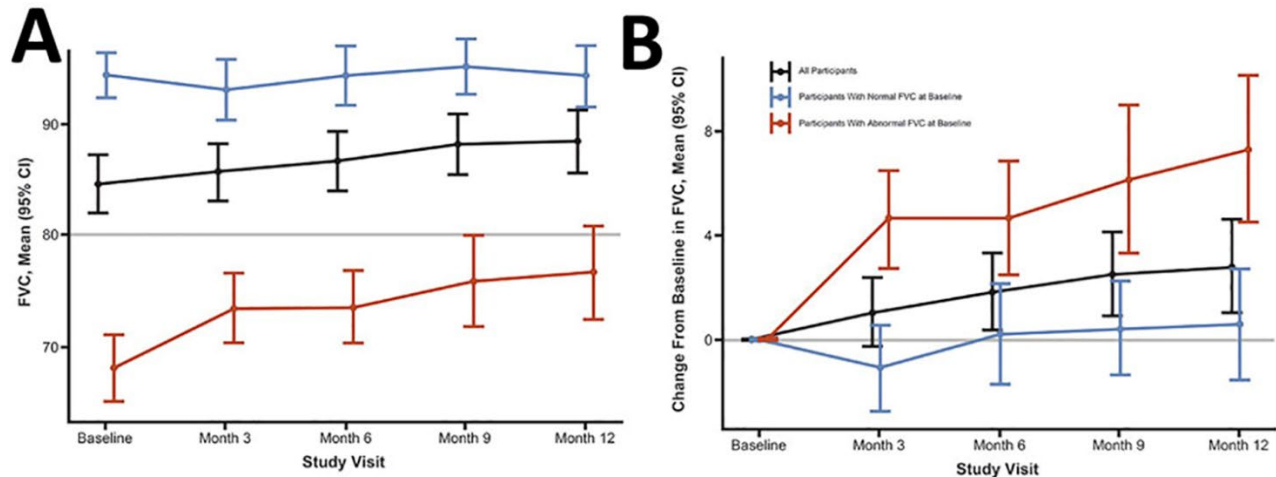 A
FVC, Mean (95% CI)
90
80
70
Baseline
Month 3
Month 6
Month 9
Month 12
Study Visit
B
Change From Baseline in FVC, Mean (95% CI)
8
4
0
All Participants
Participants With Normal FVC at Baseline
Participants With Abnormal FVC at Baseline
Baseline
Month 3
Month 6
Month 9
Month 12
Study Visit